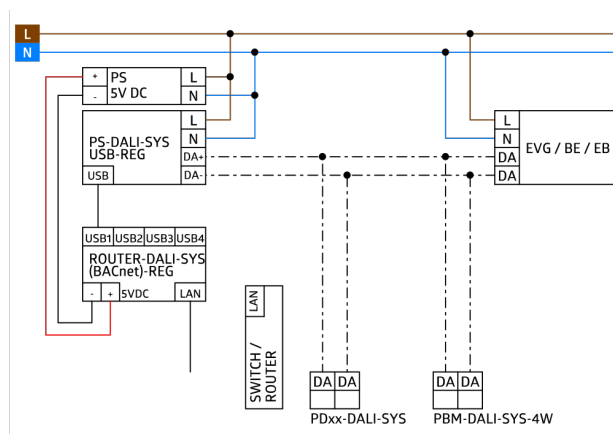 L
N
+ PS L
- 5V DC N
PS-DALI-SYS
USB-REG
L
N
DA+
DA-
USB
L
N
DA
DA
EVG / BE / EB
USB1 USB2 USB3 USB4
ROUTER-DALI-SYS
(BACnet)-REG
- + 5VDC LAN
LAN
SWITCH /
ROUTER
DA DA
PDxx-DALI-SYS
DA DA
PBM-DALI-SYS-4W